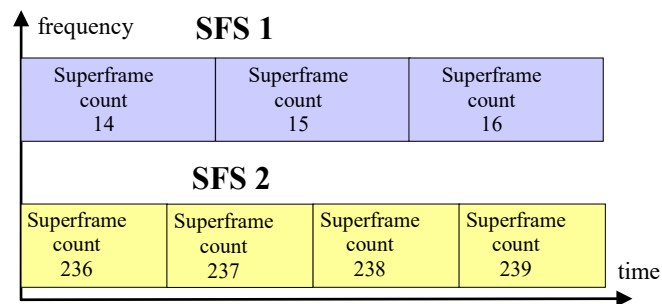 frequency
SFS 1
Superframe
count
14
Superframe
count
15
Superframe
count
16
SFS 2
Superframe
count
236
Superframe
count
237
Superframe
count
238
Superframe
count
239
time